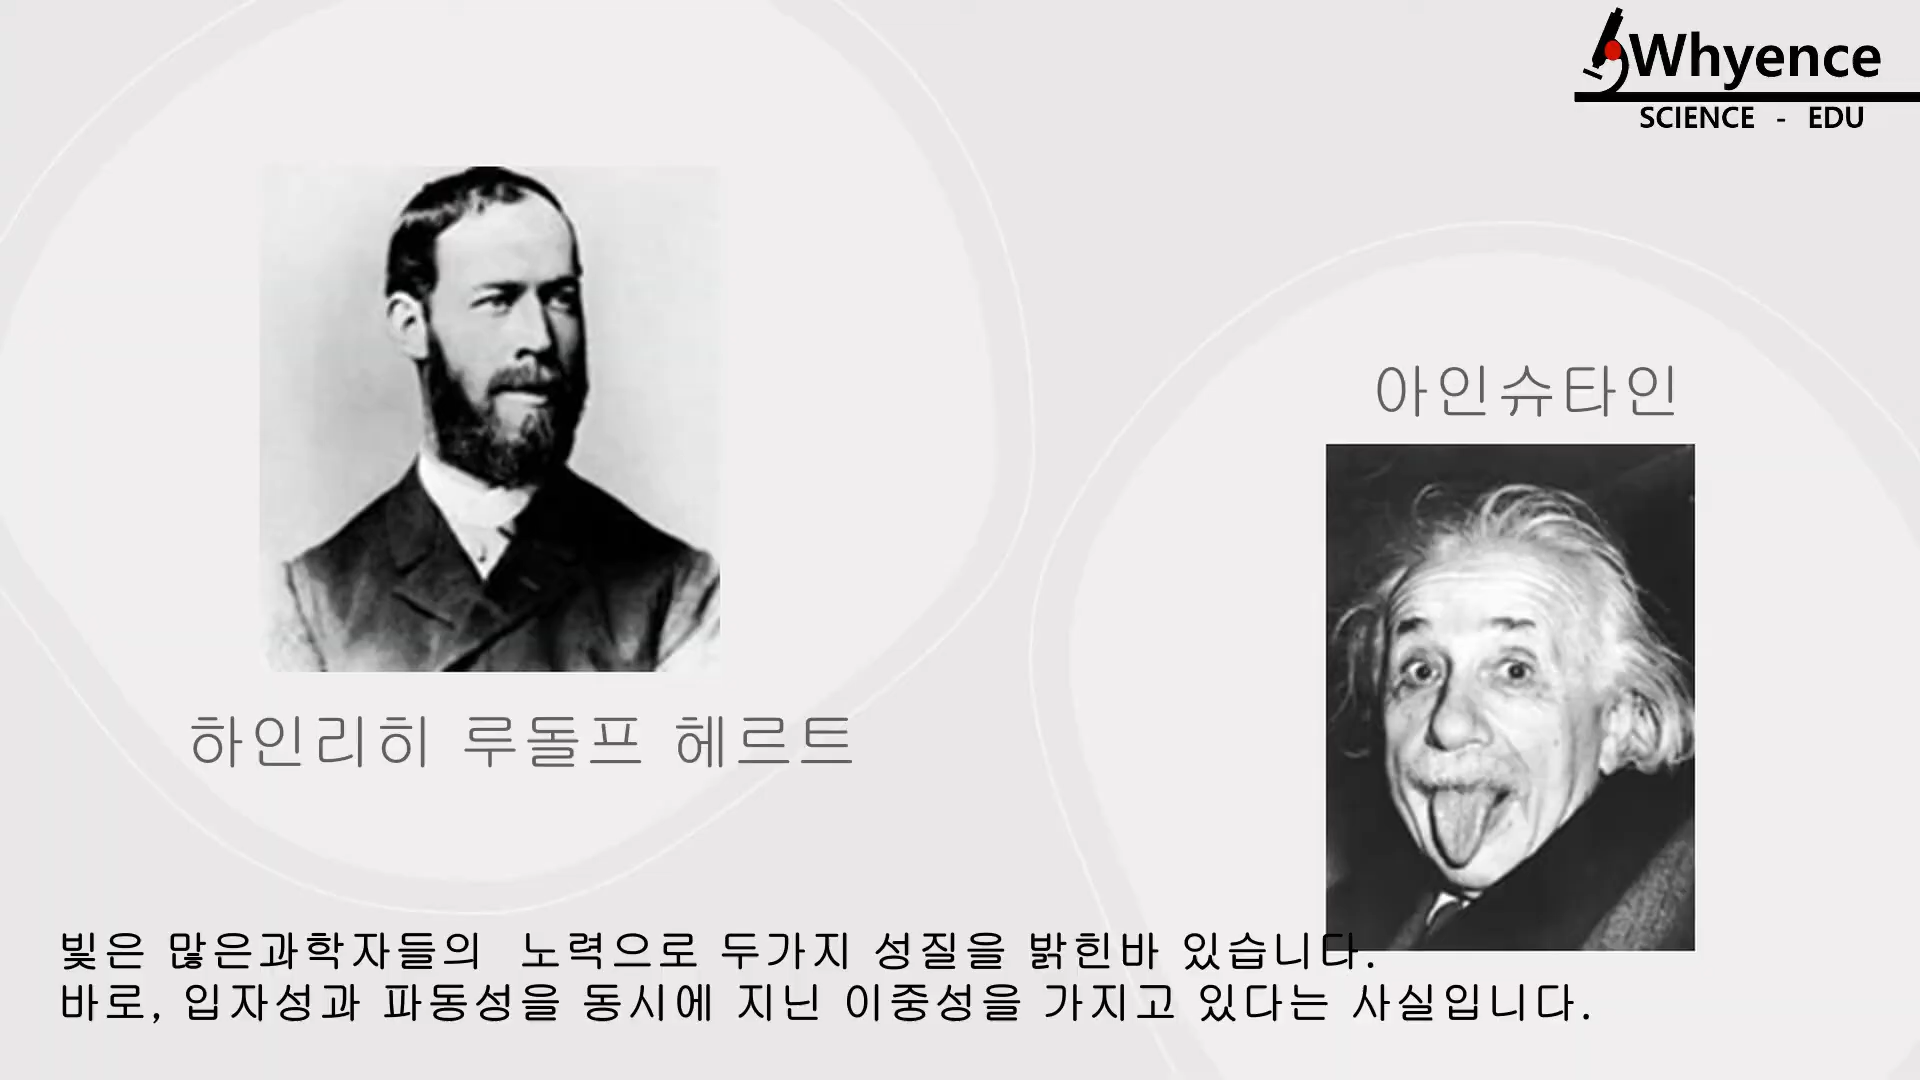 Whyence
SCIENCE - EDU
아인슈타인
하인리히 루돌프 헤르트
빛은 많은과학자들의 노력으로 두가지 성질을 밝힌바 있습니다.
바로, 입자성과 파동성을 동시에 지닌 이중성을 가지고 있다는 사실입니다.